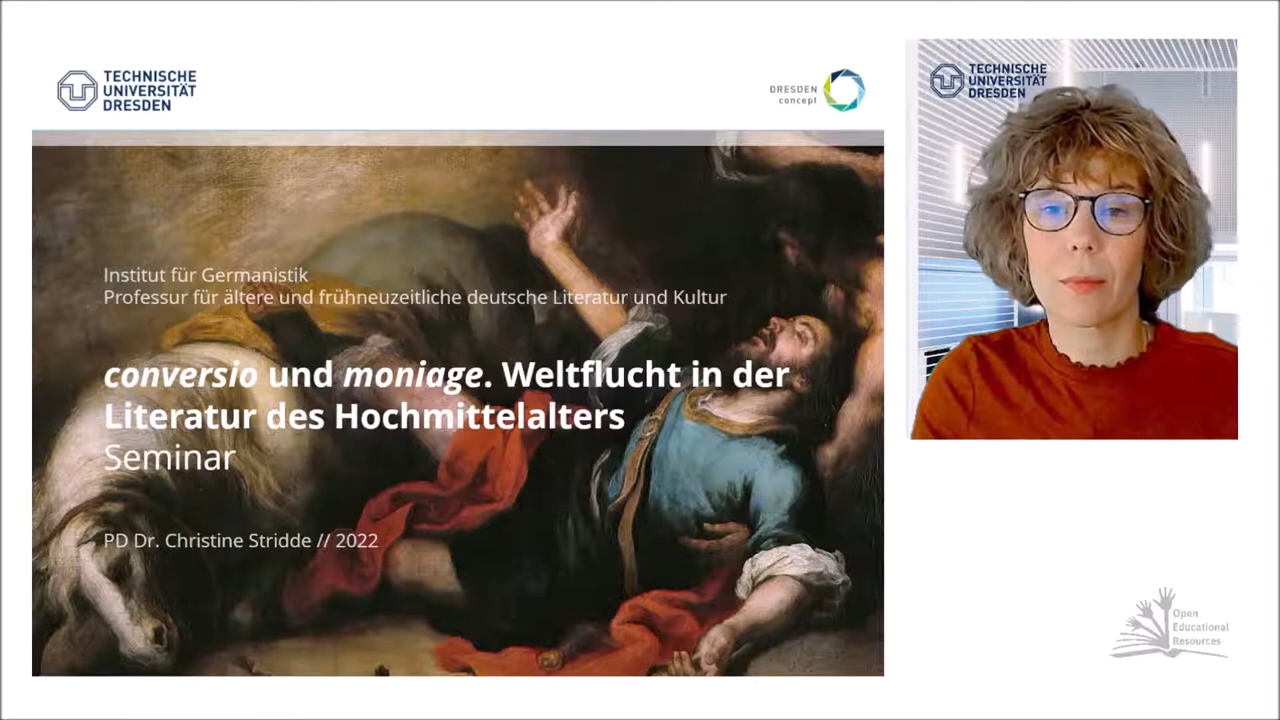 TECHNISCHE
UNIVERSITÄT
DRESDEN
DRESDEN
concept
Institut für Germanistik
Professur für ältere und frühneuzeitliche deutsche Literatur und Kultur
conversio und moniage. Weltflucht in der
Literatur des Hochmittelalters
Seminar
PD Dr. Christine Stridde // 2022
TECHNISCHE
UNIVERSITÄT
DRESDEN
Open
Educational
Resources